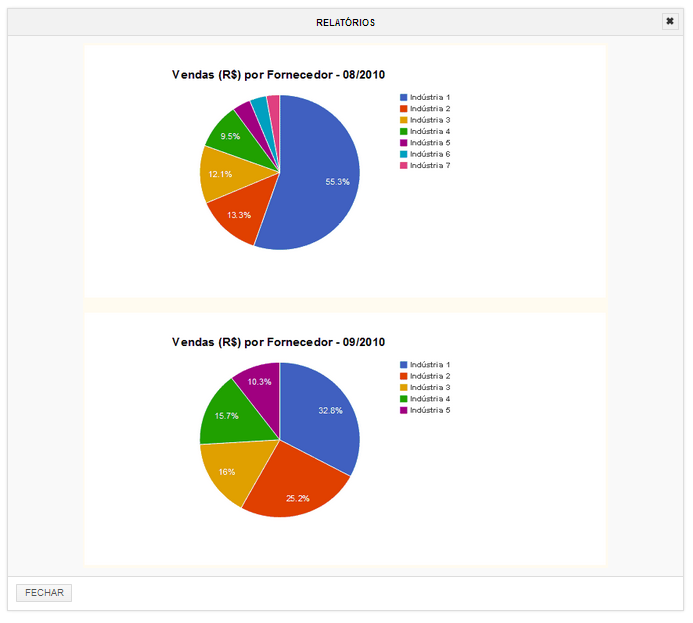 RELATÓRIOS
Vendas (R$) por Fornecedor - 08/2010
Indústria 1
Indústria 2
Indústria 3
Indústria 4
Indústria 5
Indústria 6
Indústria 7
9.5%
12.1%
55.3%
13.3%
Vendas (R$) por Fornecedor - 09/2010
Indústria 1
Indústria 2
Indústria 3
Indústria 4
Indústria 5
10.3%
32.8%
15.7%
16%
25.2%
FECHAR